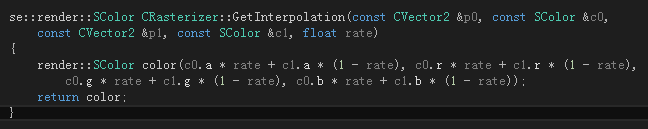 se::render::SColor CRasterizer::GetInterpolation(const CVector2 &p0, const SColor &c0,
const CVector2 &p1, const SColor &c1, float rate)
{
render::SColor color(c0.a * rate + c1.a * (1 - rate), c0.r * rate + c1.r * (1 - rate),
c0.g * rate + c1.g * (1 - rate), c0.b * rate + c1.b * (1 - rate));
return color;
}